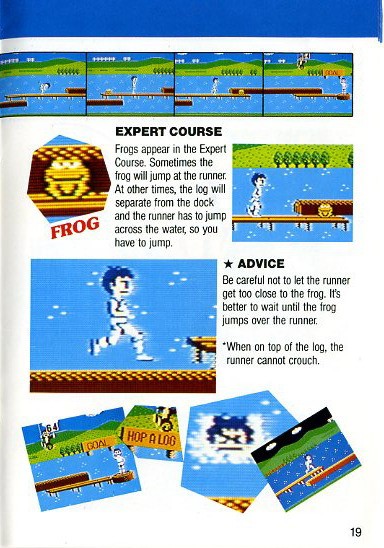 GOAL
EXPERT COURSE
Frogs appear in the Expert
Course. Sometimes the
frog will jump at the runner.
At other times, the log will
separate from the dock
and the runner has to jump
across the water, so you
have to jump.
FROG
★ ADVICE
Be careful not to let the runner
get too close to the frog. It's
better to wait until the frog
jumps over the runner.
*When on top of the log, the
runner cannot crouch.
64
GOAL
HOP A LOG
19